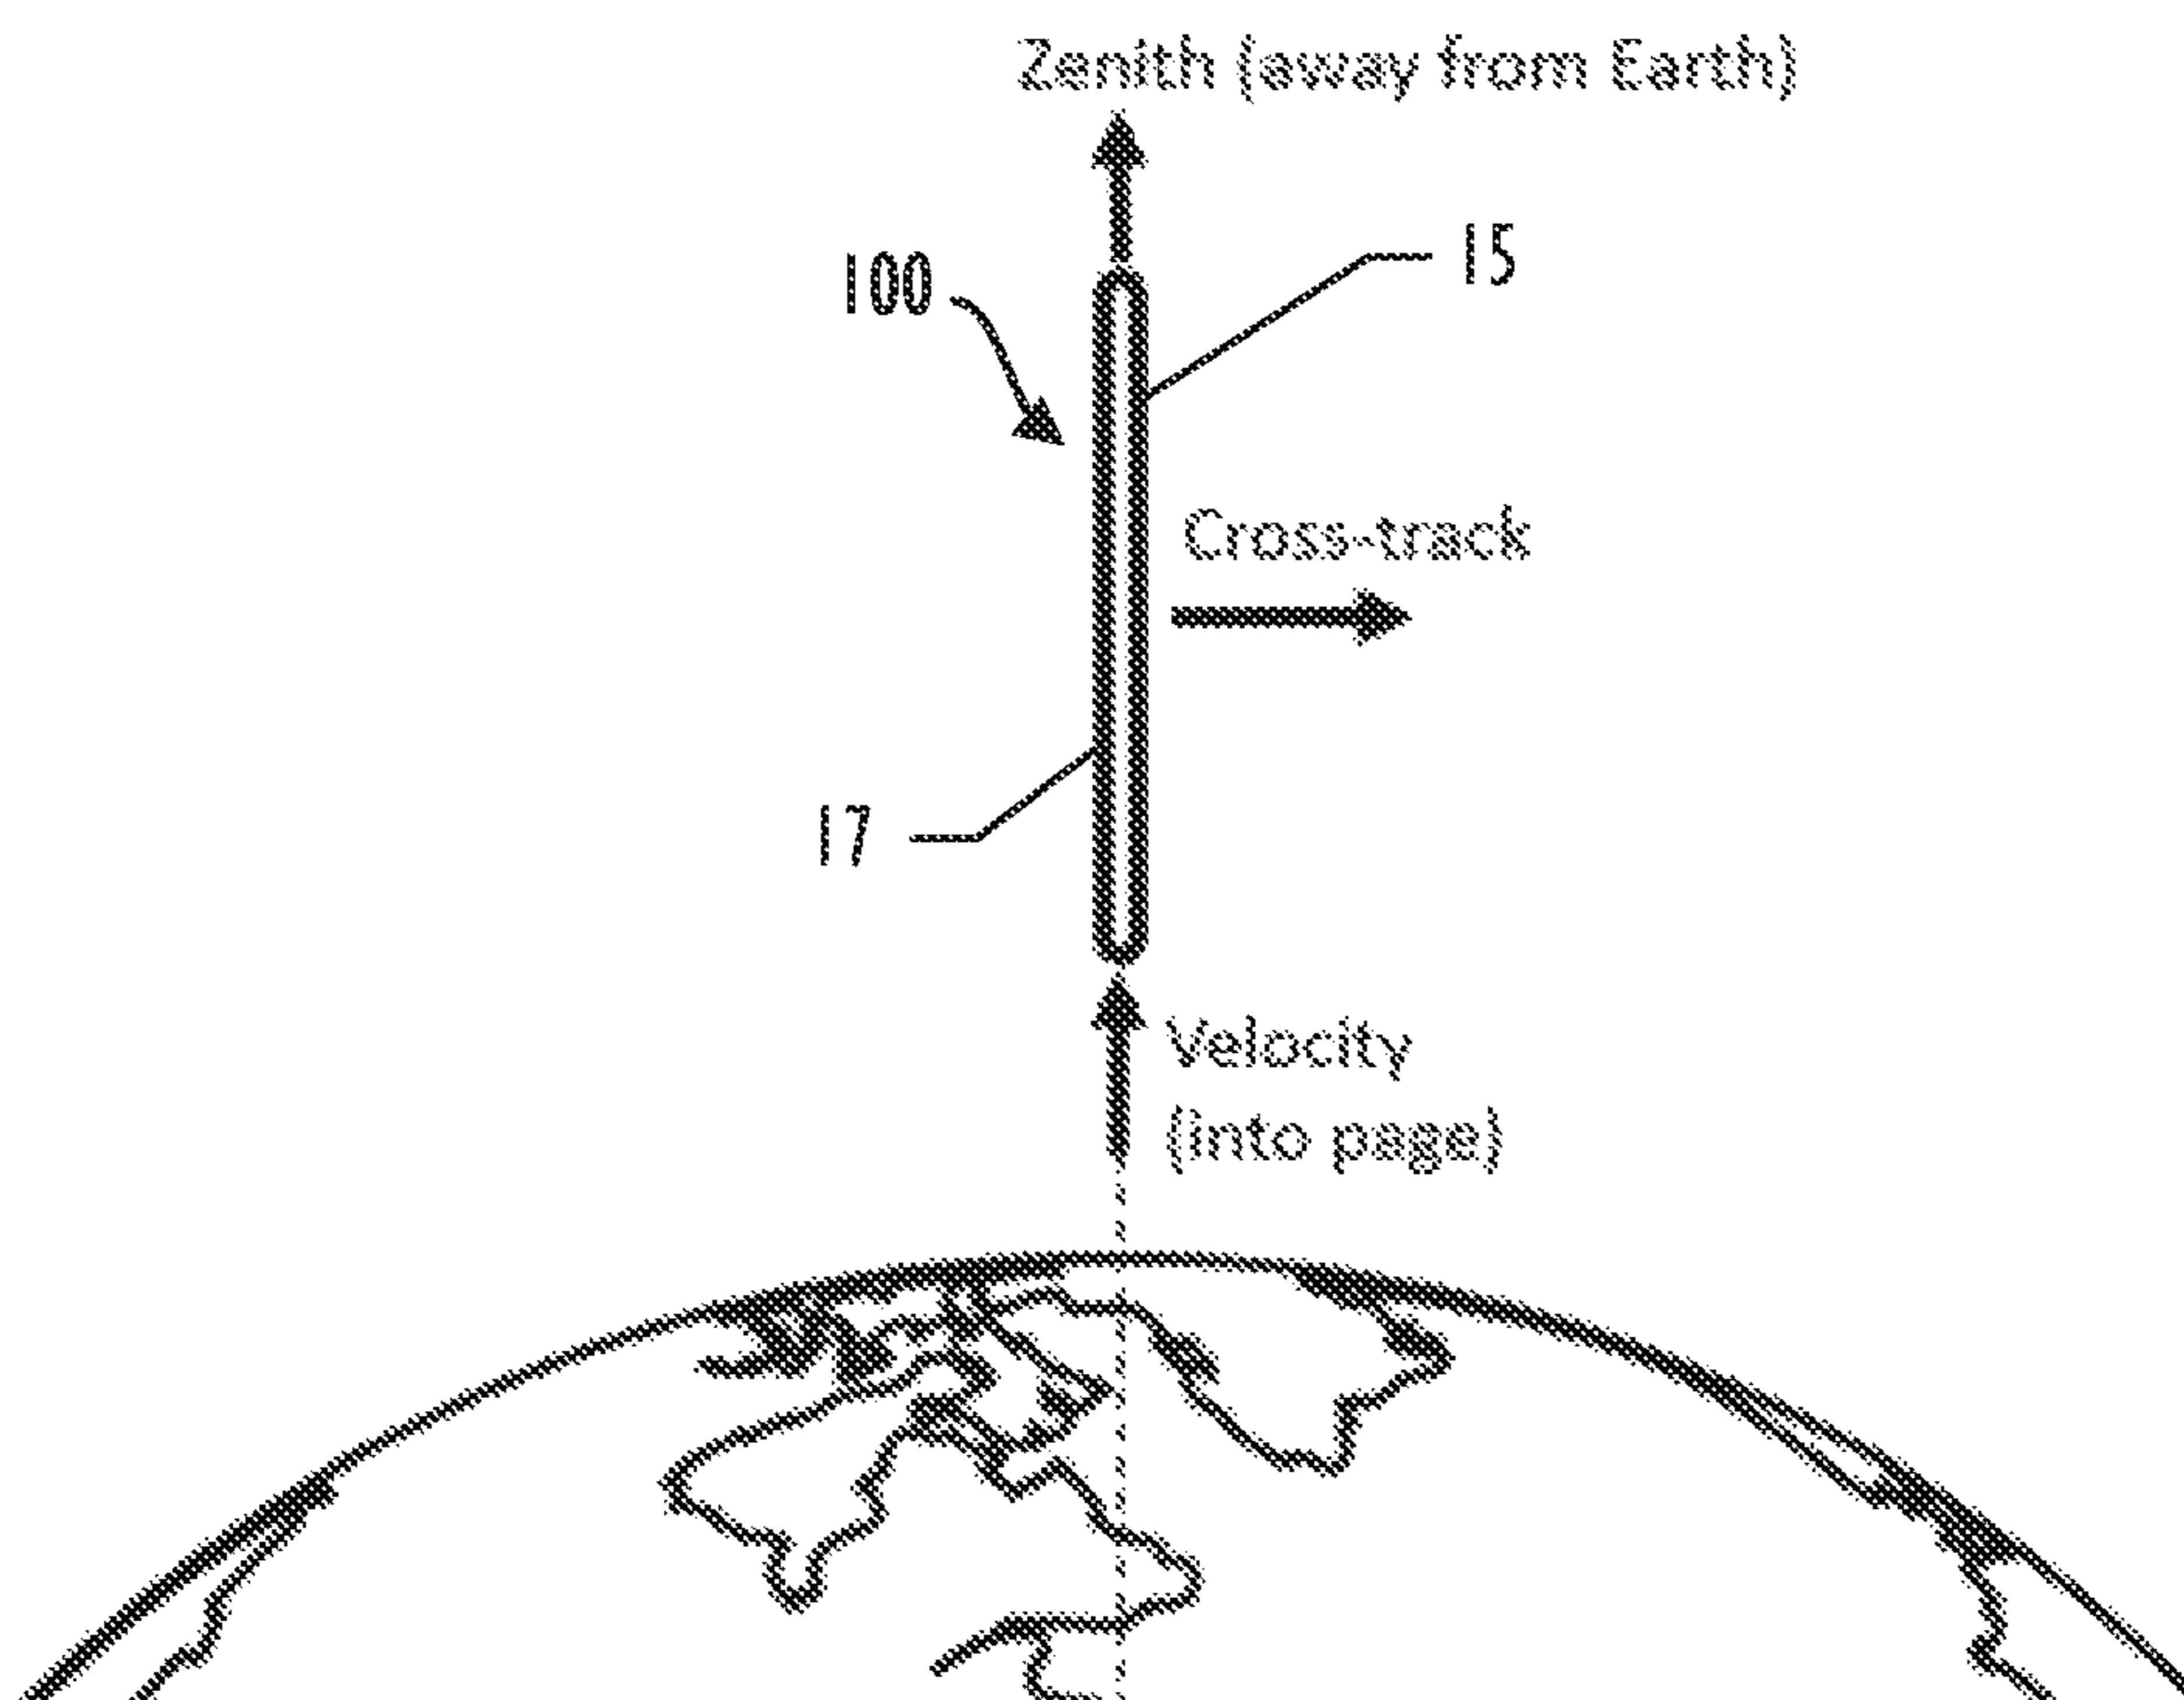 Zenith (away from Earth)
100
15
Cross-track
17
Velocity
(into page)